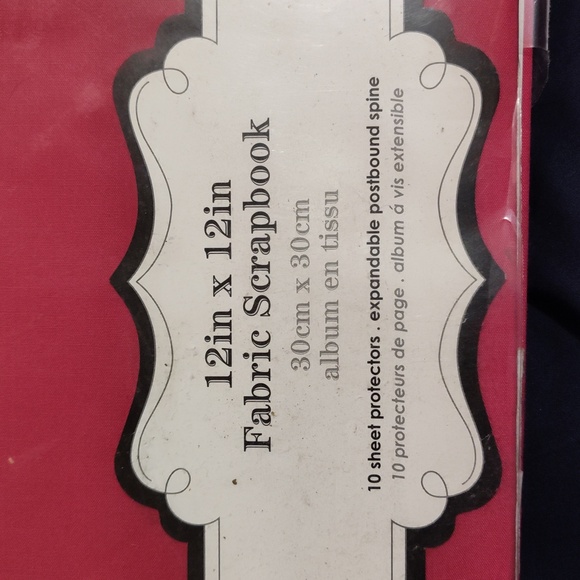 12in x 12in
Fabric Scrapbook
30cm x 30cm
album en tissu
10 sheet protectors . expandable postbound spine
10 protecteurs de page . album á vis extensible